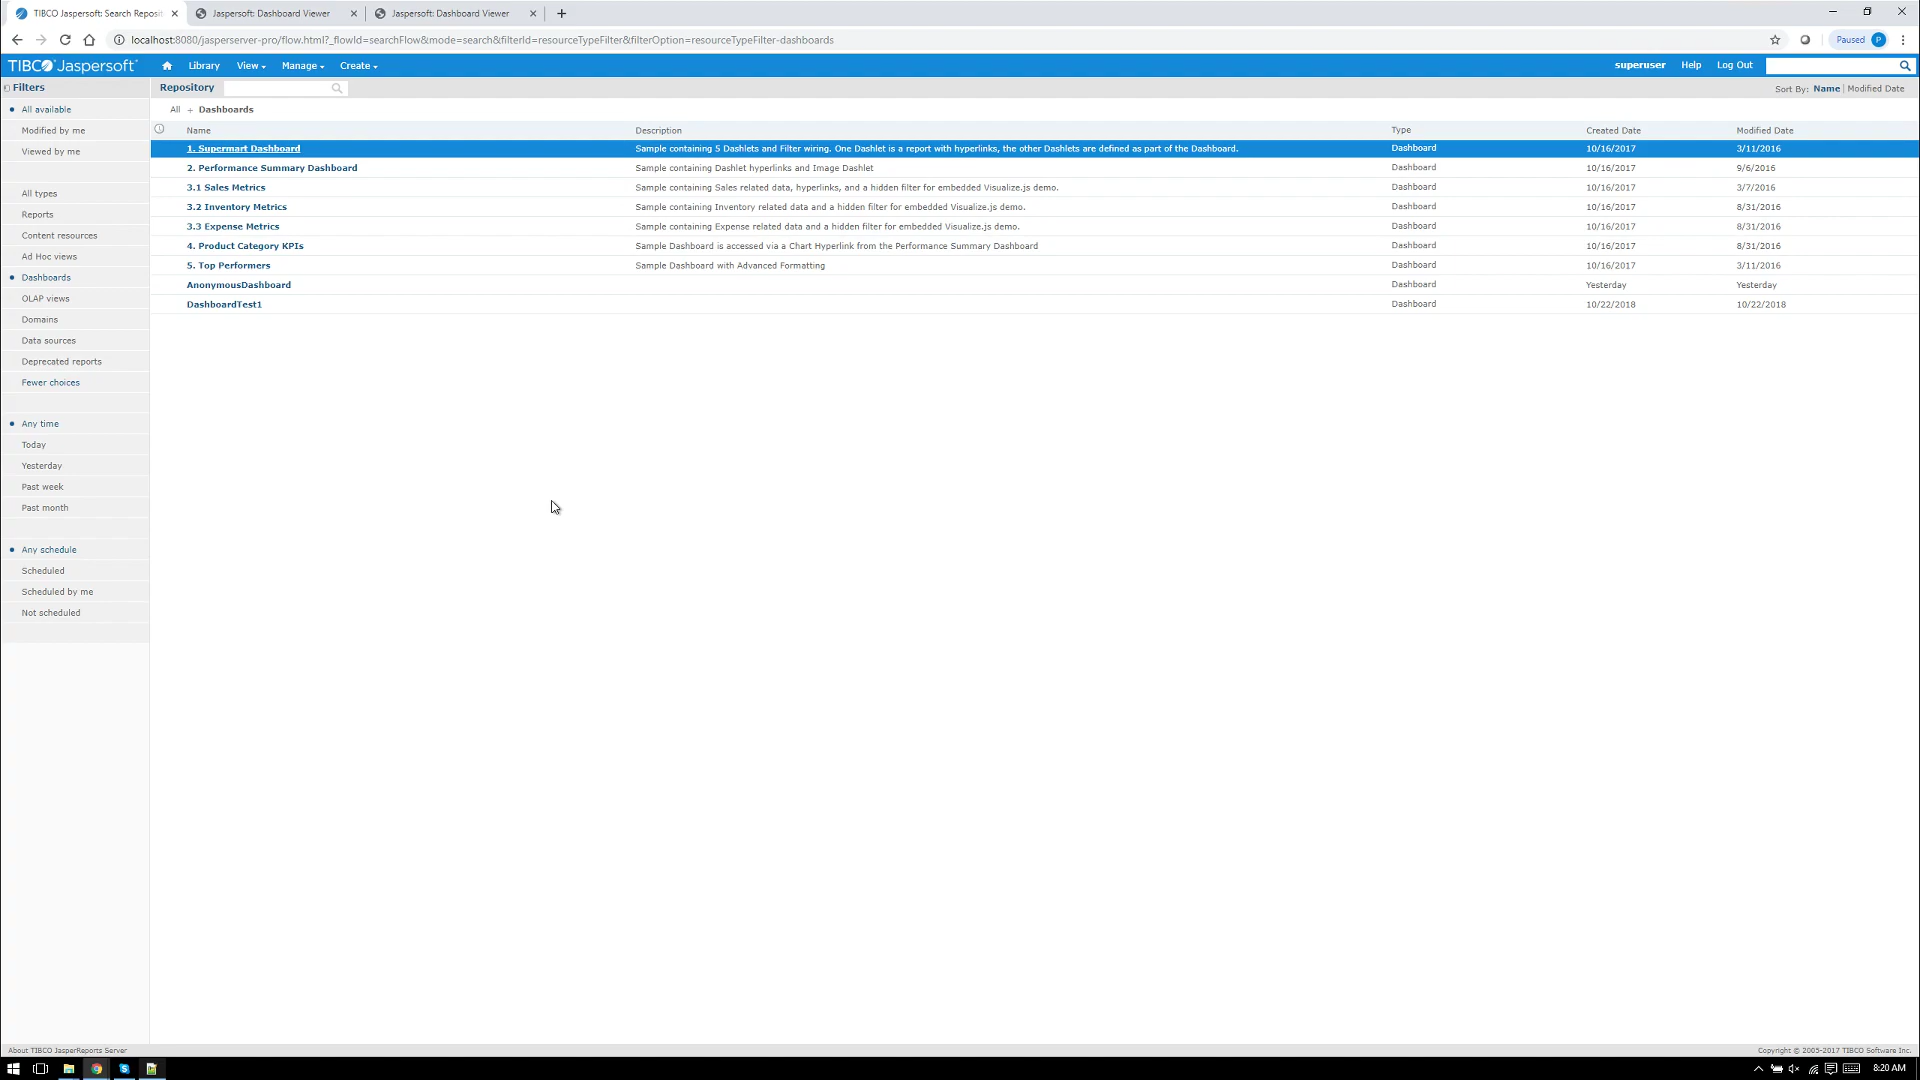 TIBCO Jaspersoft: Search Reposit
Jaspersoft: Dashboard Viewer
Jaspersoft: Dashboard Viewer
localhost:8080/jasperserver-pro/flow.html?_flowId=searchFlow&mode=search&filterId=resourceTypeFilter&filterOption=resourceTypeFilter-dashboards
Paused P
TIBCO Jaspersoft
Library View Manage Create superuser Help Log Out
Filters
Repository
Sort By: Name | Modified Date
All available
Modified by me
Viewed by me
All types
Reports
Content resources
Ad Hoc views
Dashboards
OLAP views
Domains
Data sources
Deprecated reports
Fewer choices
Any time
Today
Yesterday
Past week
Past month
Any schedule
Scheduled
Scheduled by me
Not scheduled
All + Dashboards
Name Description Type Created Date Modified Date
1. Supermart Dashboard Sample containing 5 Dashlets and Filter wiring. One Dashlet is a report with hyperlinks, the other Dashlets are defined as part of the Dashboard. Dashboard 10/16/2017 3/11/2016
2. Performance Summary Dashboard Sample containing Dashlet hyperlinks and Image Dashlet Dashboard 10/16/2017 9/6/2016
3.1 Sales Metrics Sample containing Sales related data, hyperlinks, and a hidden filter for embedded Visualize.js demo. Dashboard 10/16/2017 3/7/2016
3.2 Inventory Metrics Sample containing Inventory related data and a hidden filter for embedded Visualize.js demo. Dashboard 10/16/2017 8/31/2016
3.3 Expense Metrics Sample containing Expense related data and a hidden filter for embedded Visualize.js demo. Dashboard 10/16/2017 8/31/2016
4. Product Category KPIs Sample Dashboard is accessed via a Chart Hyperlink from the Performance Summary Dashboard Dashboard 10/16/2017 8/31/2016
5. Top Performers Sample Dashboard with Advanced Formatting Dashboard 10/16/2017 3/11/2016
AnonymousDashboard Dashboard Yesterday Yesterday
DashboardTest1 Dashboard 10/22/2018 10/22/2018
About TIBCO JasperReports Server
Copyright © 2005-2017 TIBCO Software Inc.
8:20 AM